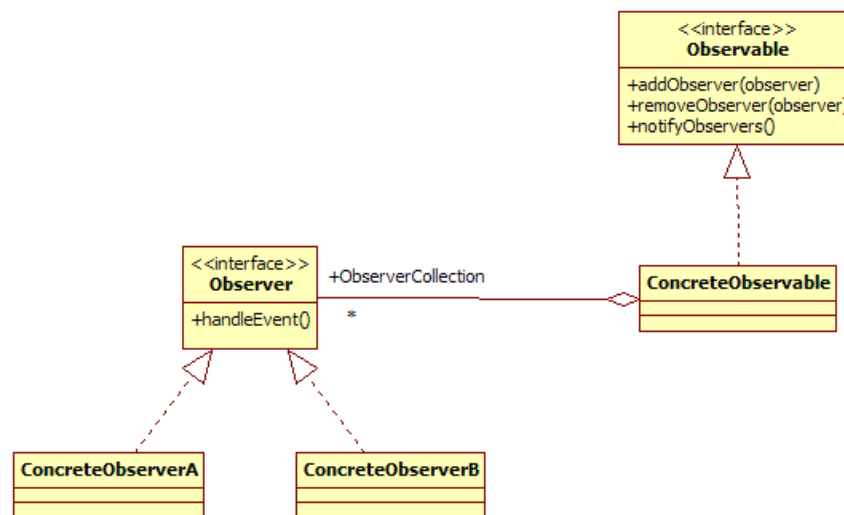 <<interface>>
Observable
+addObserver(observer)
+removeObserver(observer)
+notifyObservers()
<<interface>>
Observer
+handleEvent()
+ObserverCollection
*
ConcreteObservable
ConcreteObserverA
ConcreteObserverB